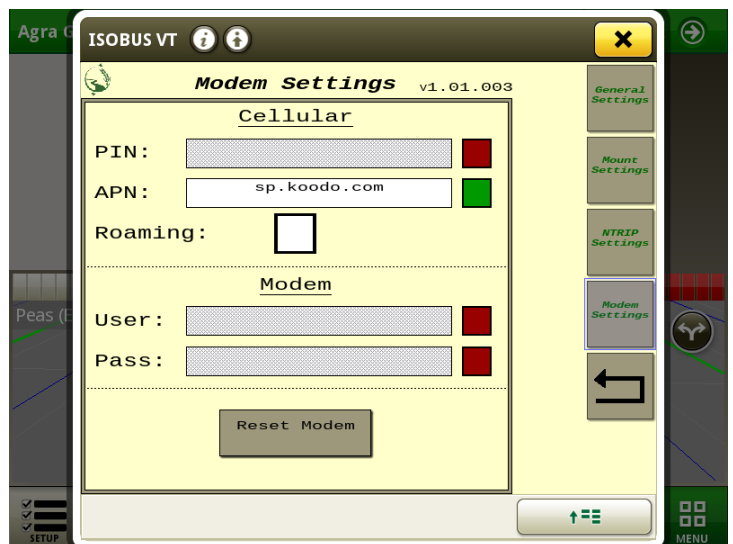 Agra G
ISOBUS VT
Modem Settings v1.01.003
Cellular
PIN:
APN: sp.koodo.com
Roaming:
Modem
User:
Pass:
Reset Modem
General
Settings
Mount
Settings
NTRIP
Settings
Modem
Settings
Peas (E
SETUP
MENU